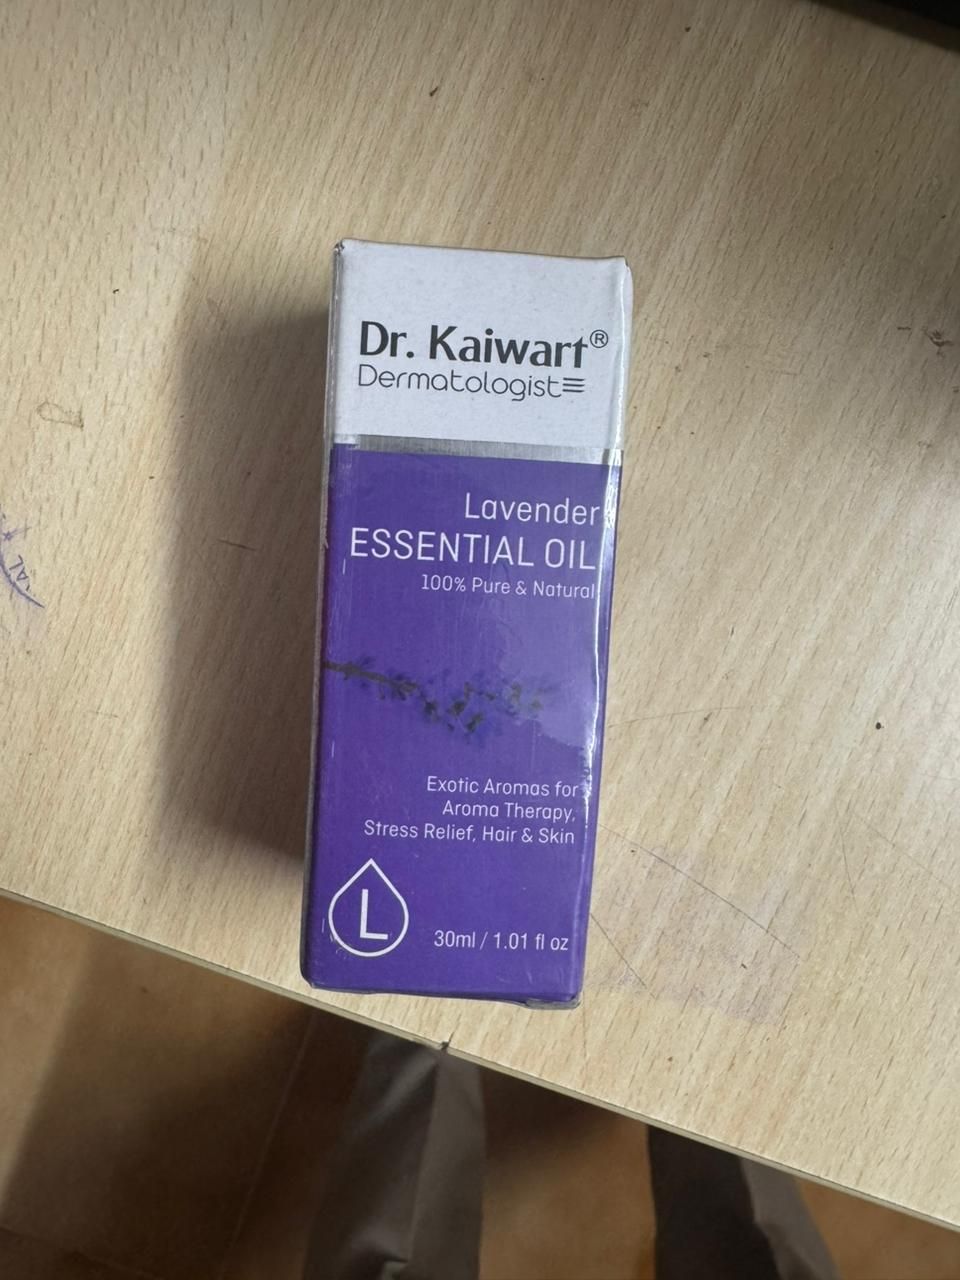 Dr. Kaiwart®
Dermatologist
Lavender
ESSENTIAL OIL
100% Pure & Natural
Exotic Aromas for
Aroma Therapy,
Stress Relief, Hair & Skin
L
30ml / 1.01 fl oz